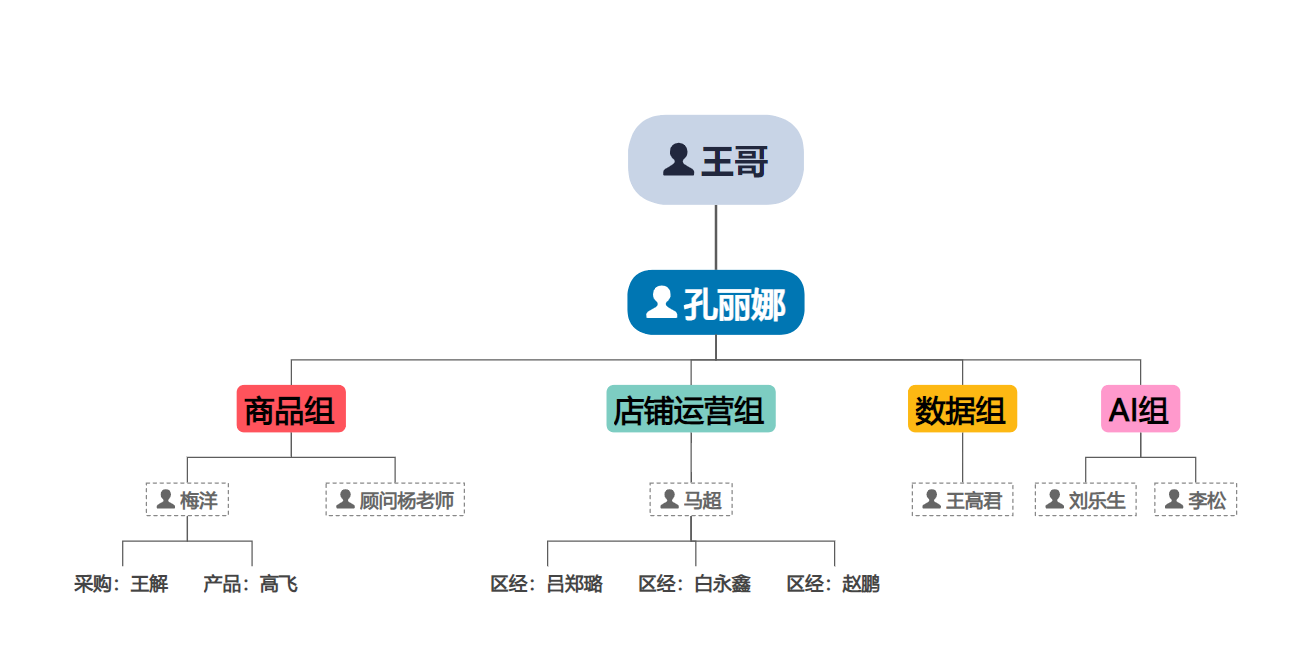 王哥
孔丽娜
商品组
店铺运营组
数据组
AI组
梅洋
顾问杨老师
马超
王高君
刘乐生
李松
采购：王解
产品：高飞
区经：吕郑璐
区经：白永鑫
区经：赵鹏